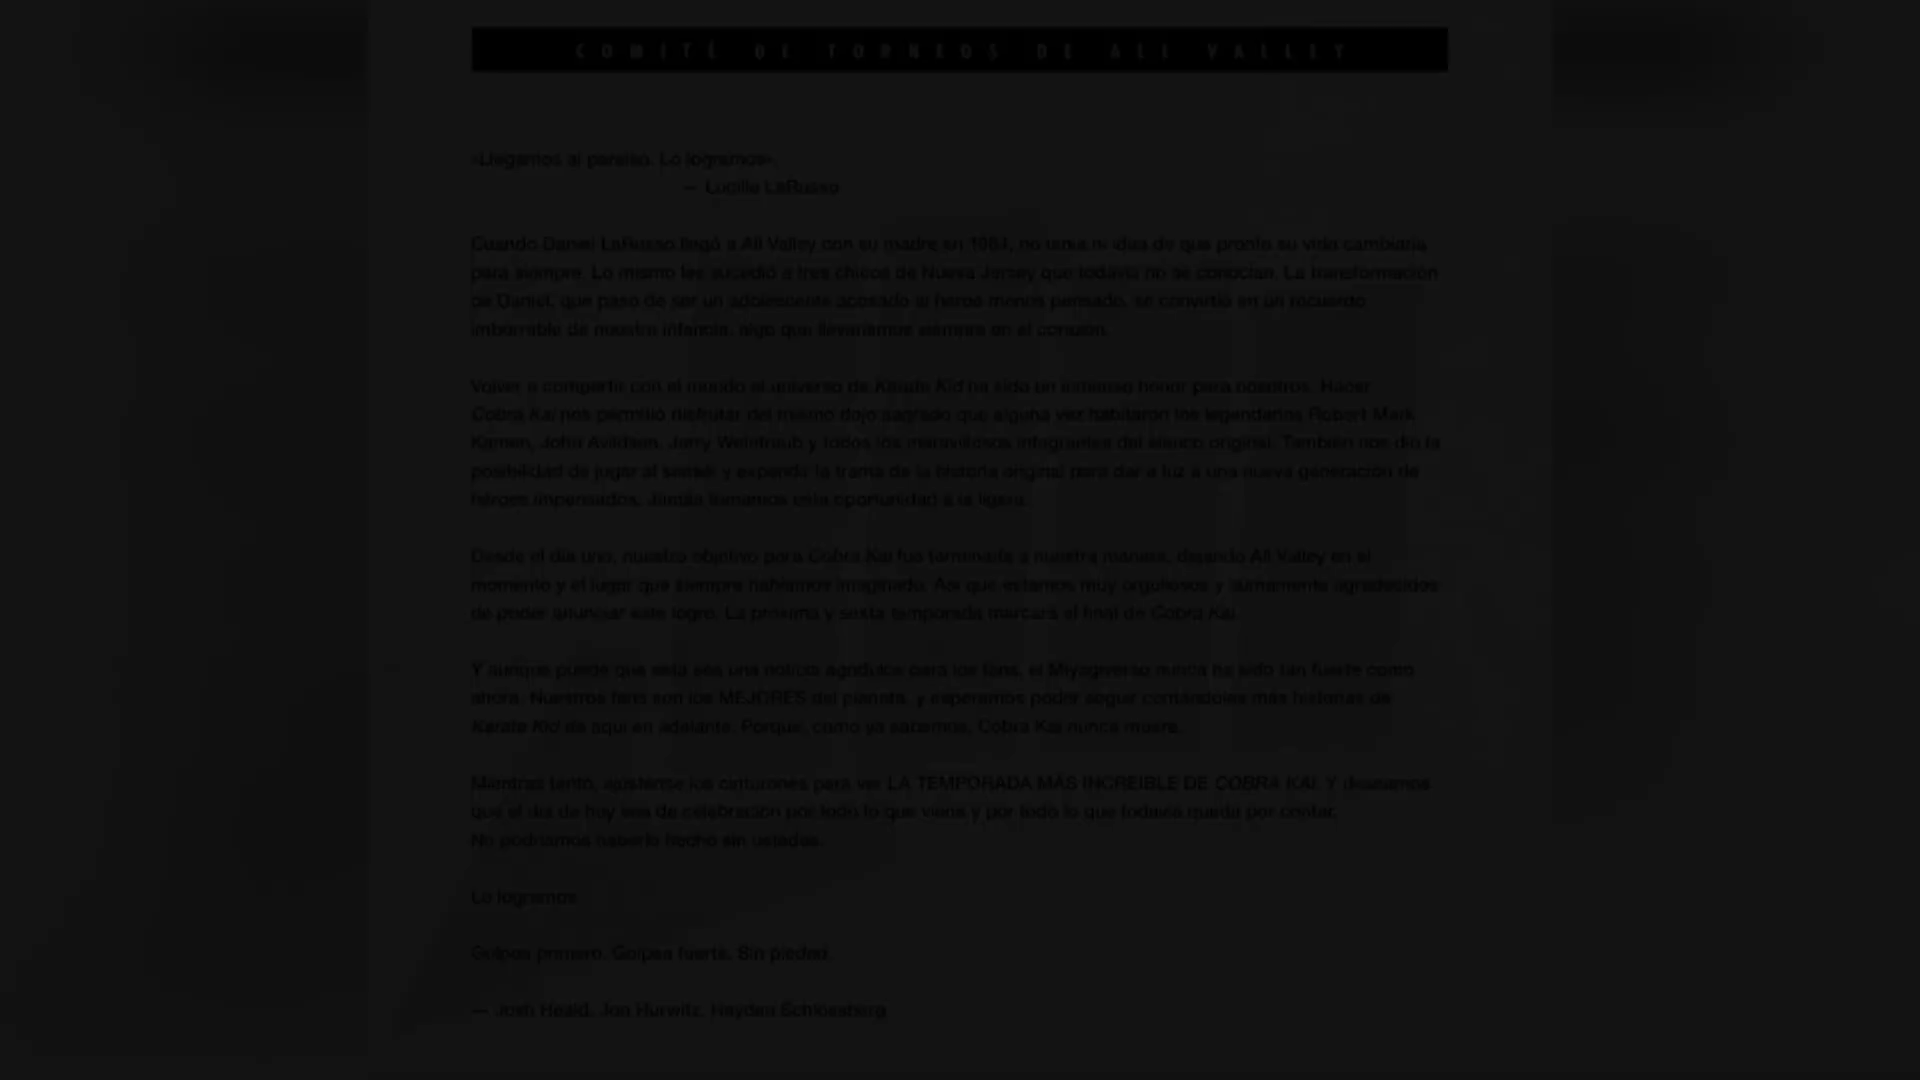 COMITÉ DE TORNEOS DE ALL VALLEY
«Llegamos al paraíso. Lo logramos».
— Lucille LaRusso
Cuando Daniel LaRusso llegó a All Valley con su madre en 1984, no tenía ni idea de que pronto su vida cambiaría
para siempre. Lo mismo les sucedió a tres chicos de Nueva Jersey que todavía no se conocían. La transformación
de Daniel, que pasó de ser un adolescente acosado al héroe menos pensado, se convirtió en un recuerdo
imborrable de nuestra infancia, algo que llevaríamos siempre en el corazón.
Volver a compartir con el mundo el universo de Karate Kid ha sido un inmenso honor para nosotros. Hacer
Cobra Kai nos permitió disfrutar del mismo dojo sagrado que alguna vez habitaron los legendarios Robert Mark
Kamen, John Avildsen, Jerry Weintraub y todos los maravillosos integrantes del elenco original. También nos dio la
posibilidad de jugar al sensei y expandir la trama de la historia original para dar a luz a una nueva generación de
héroes impensados. Jamás tomamos esta oportunidad a la ligera.
Desde el día uno, nuestro objetivo para Cobra Kai fue terminarla a nuestra manera, dejando All Valley en el
momento y el lugar que siempre habíamos imaginado. Así que estamos muy orgullosos y sumamente agradecidos
de poder anunciar este logro. La próxima y sexta temporada marcará el final de Cobra Kai.
Y aunque puede que esta sea una noticia agridulce para los fans, el Miyagiverso nunca ha sido tan fuerte como
ahora. Nuestros fans son los MEJORES del planeta, y esperamos poder seguir contándoles más historias de
Karate Kid de aquí en adelante. Porque, como ya sabemos, Cobra Kai nunca muere.
Mientras tanto, ajústense los cinturones para ver LA TEMPORADA MÁS INCREÍBLE DE COBRA KAI. Y deseamos
que el día de hoy sea de celebración por todo lo que viene y por todo lo que todavía queda por contar.
No podríamos haberlo hecho sin ustedes.
Lo logramos.
Golpea primero. Golpea fuerte. Sin piedad.
— Josh Heald, Jon Hurwitz, Hayden Schlossberg